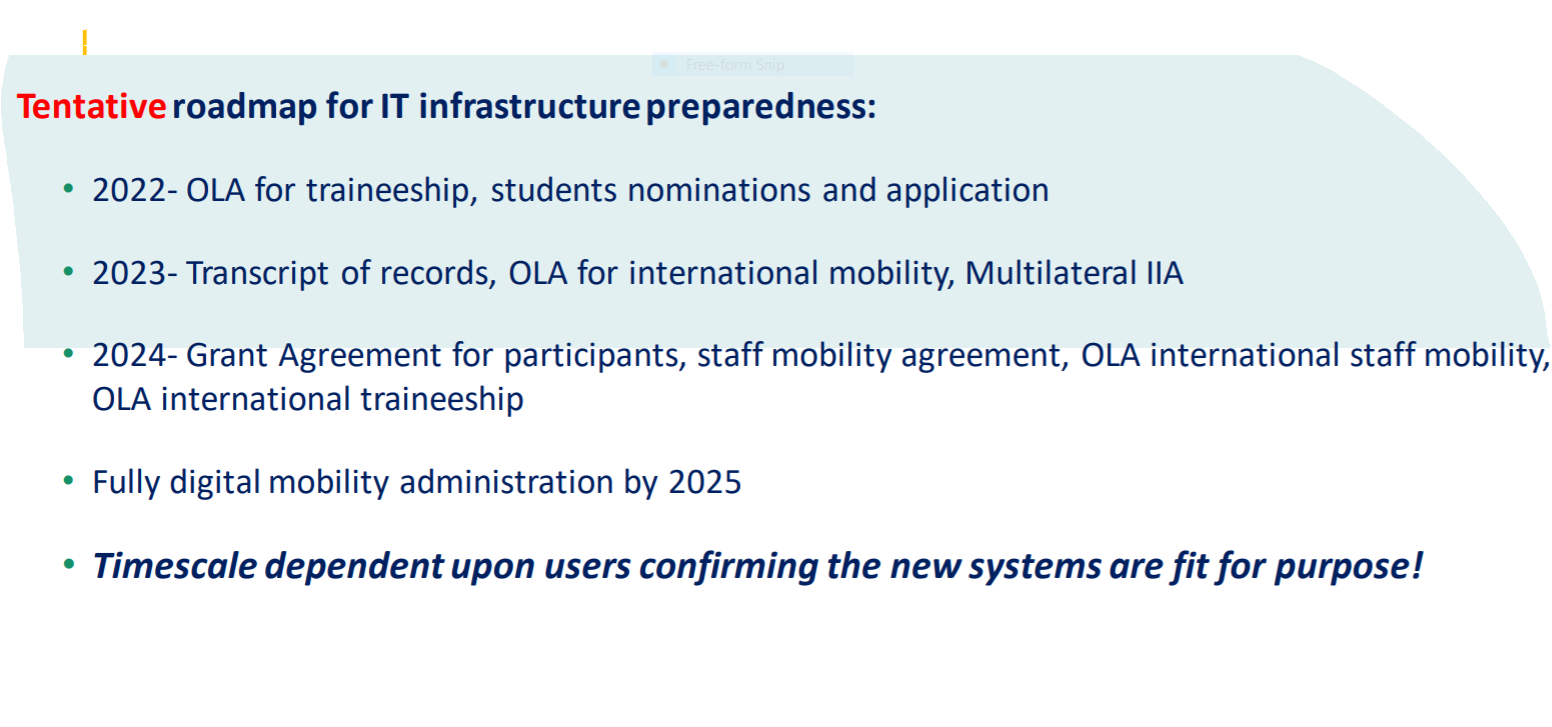 Free-form Snip
Tentative roadmap for IT infrastructure preparedness:
• 2022- OLA for traineeship, students nominations and application
• 2023- Transcript of records, OLA for international mobility, Multilateral IIA
• 2024- Grant Agreement for participants, staff mobility agreement, OLA international staff mobility,
OLA international traineeship
• Fully digital mobility administration by 2025
• Timescale dependent upon users confirming the new systems are fit for purpose!